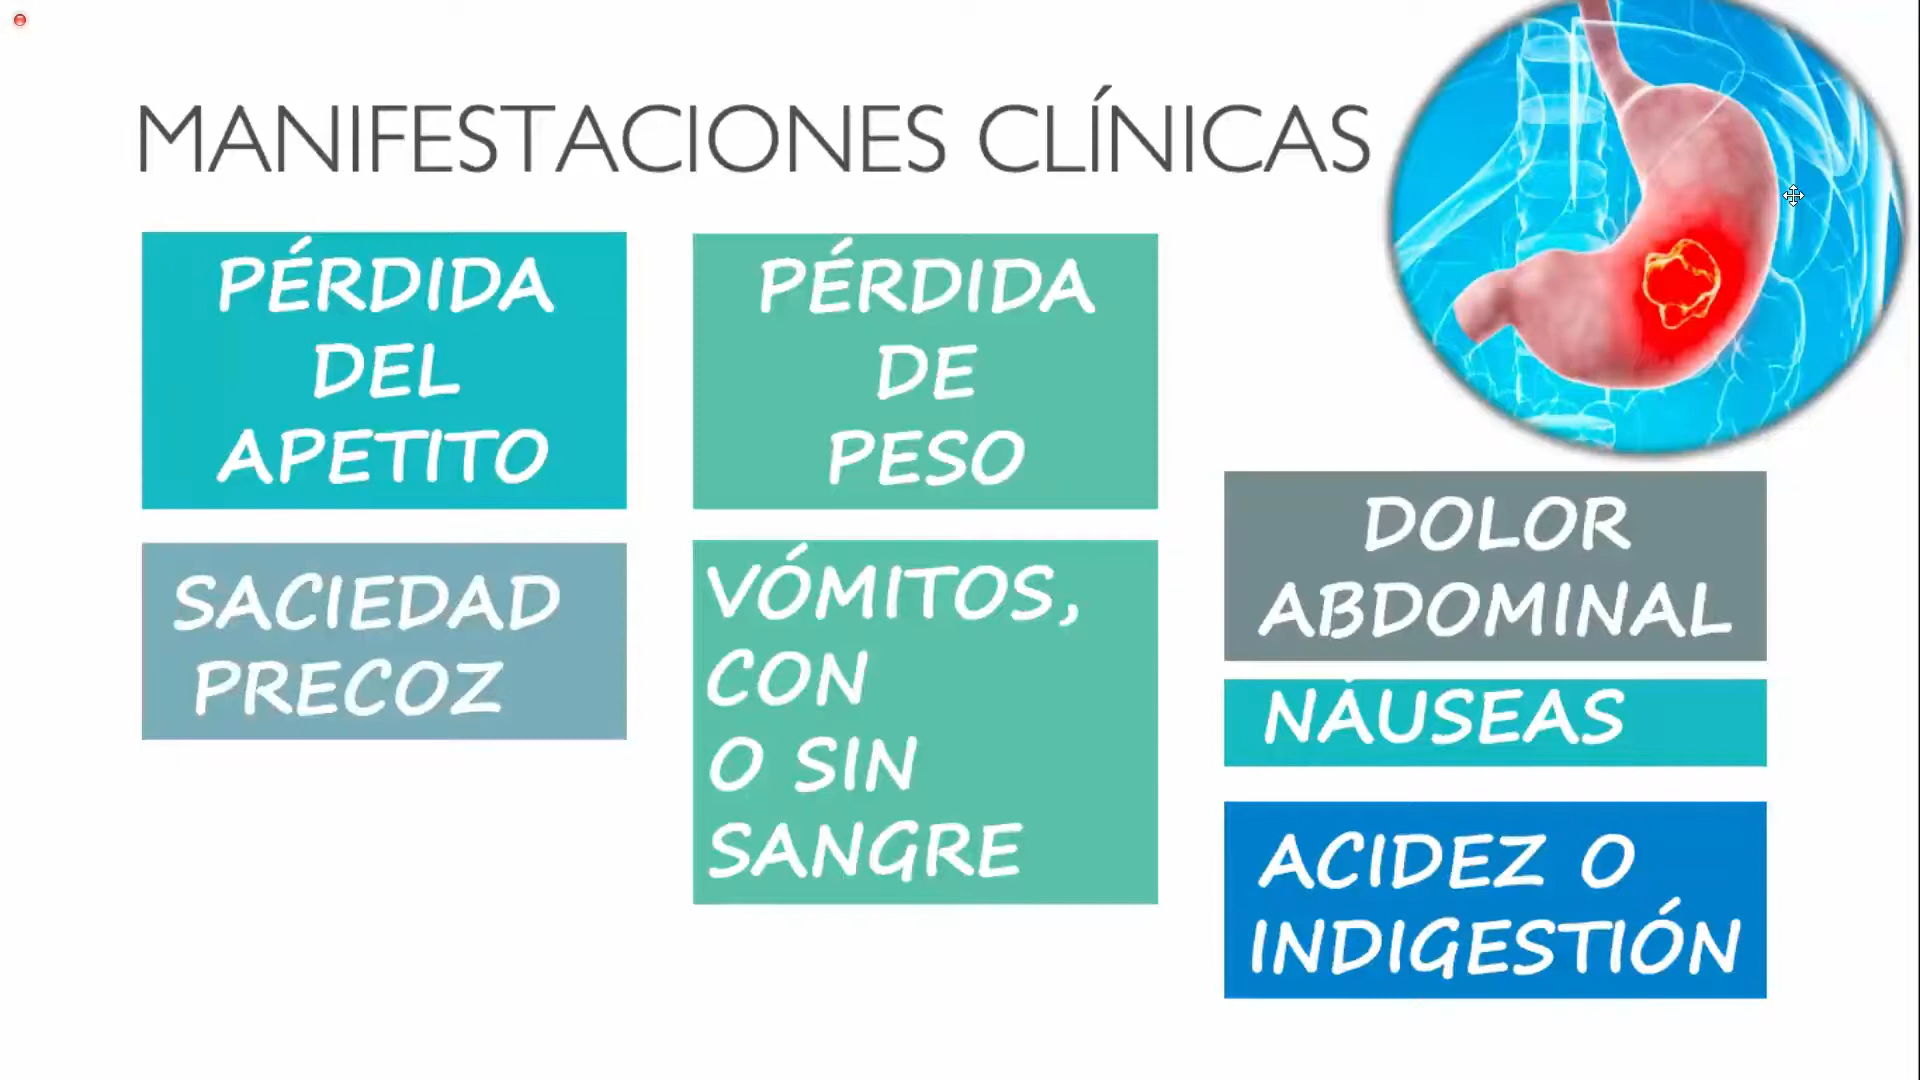 MANIFESTACIONES CLÍNICAS
PÉRDIDA
DEL
APETITO
PÉRDIDA
DE
PESO
SACIEDAD
PRECOZ
VÓMITOS,
CON
O SIN
SANGRE
DOLOR
ABDOMINAL
NÁUSEAS
ACIDEZ O
INDIGESTIÓN